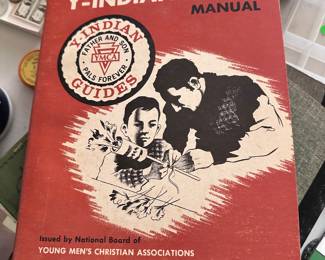 Y-INDIAN
MANUAL
Y-INDIAN
FATHER AND SON
YMCA
PALS FOREVER
GUIDES
Issued by National Board of
YOUNG MEN'S CHRISTIAN ASSOCIATIONS